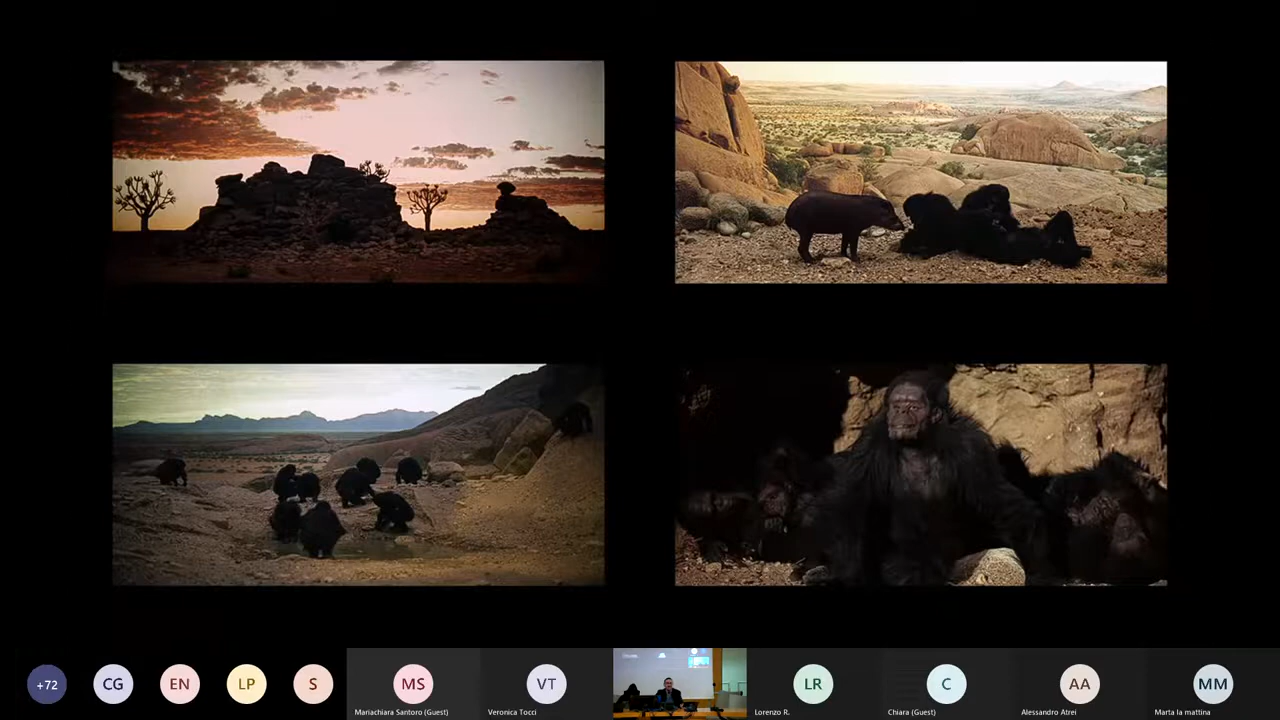 +72
CG
EN
LP
S
MS
Mariachiara Santoro (Guest)
VT
Veronica Tocci
LR
Lorenzo R.
C
Chiara (Guest)
AA
Alessandro Atrei
MM
Marta la mattina